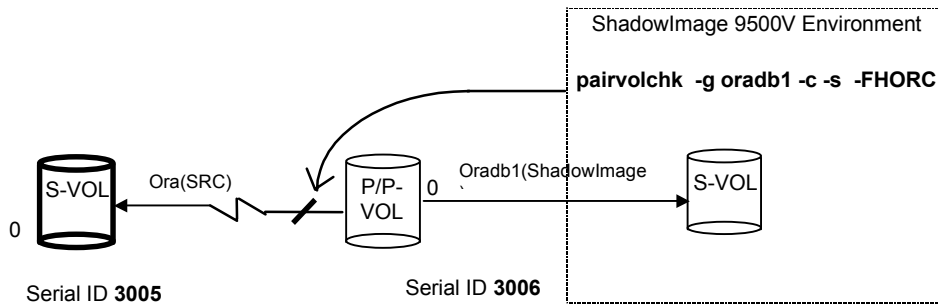 ShadowImage 9500V Environment
pairvolchk -g oradb1 -c -s -FHORC
S-VOL
Ora(SRC)
P/P-
VOL
0
Oradb1(ShadowImage
`
S-VOL
0
Serial ID 3005
Serial ID 3006